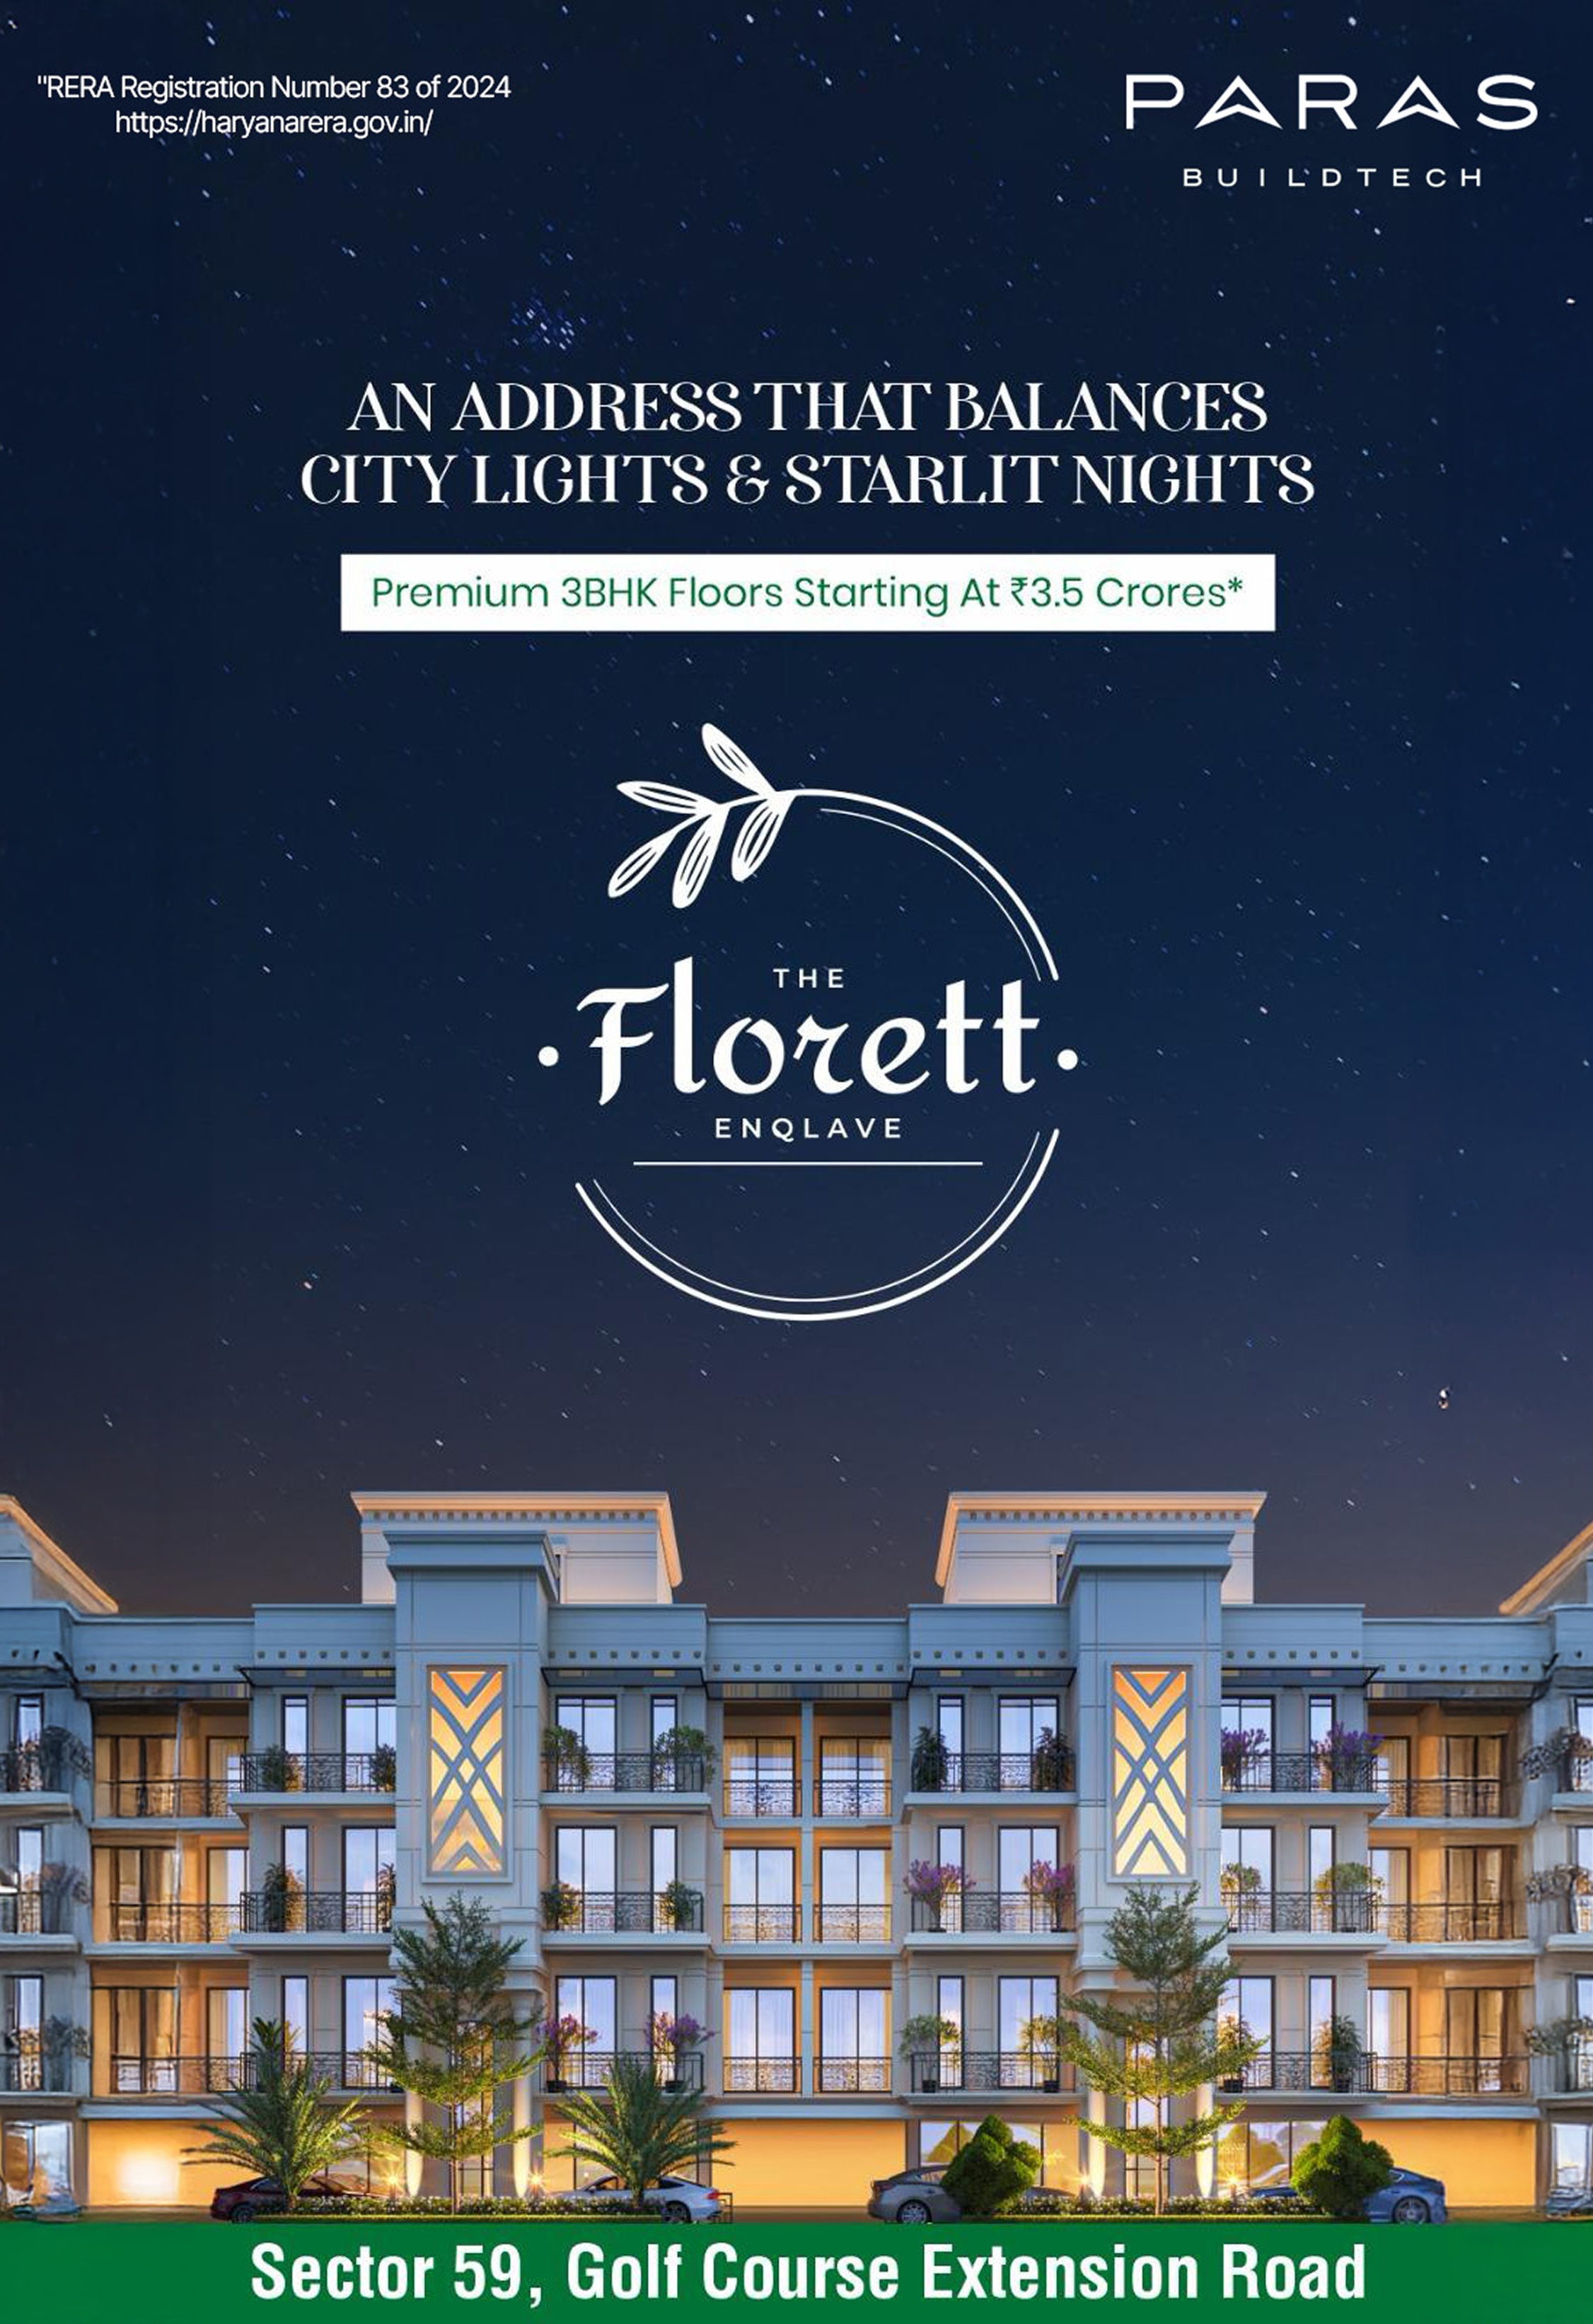 "RERA Registration Number 83 of 2024
https://haryanarera.gov.in/
PARAS
BUILDTECH
AN ADDRESS THAT BALANCES
CITY LIGHTS & STARLIT NIGHTS
Premium 3BHK Floors Starting At ₹3.5 Crores*
THE
Florett
ENQLAVE
Sector 59, Golf Course Extension Road